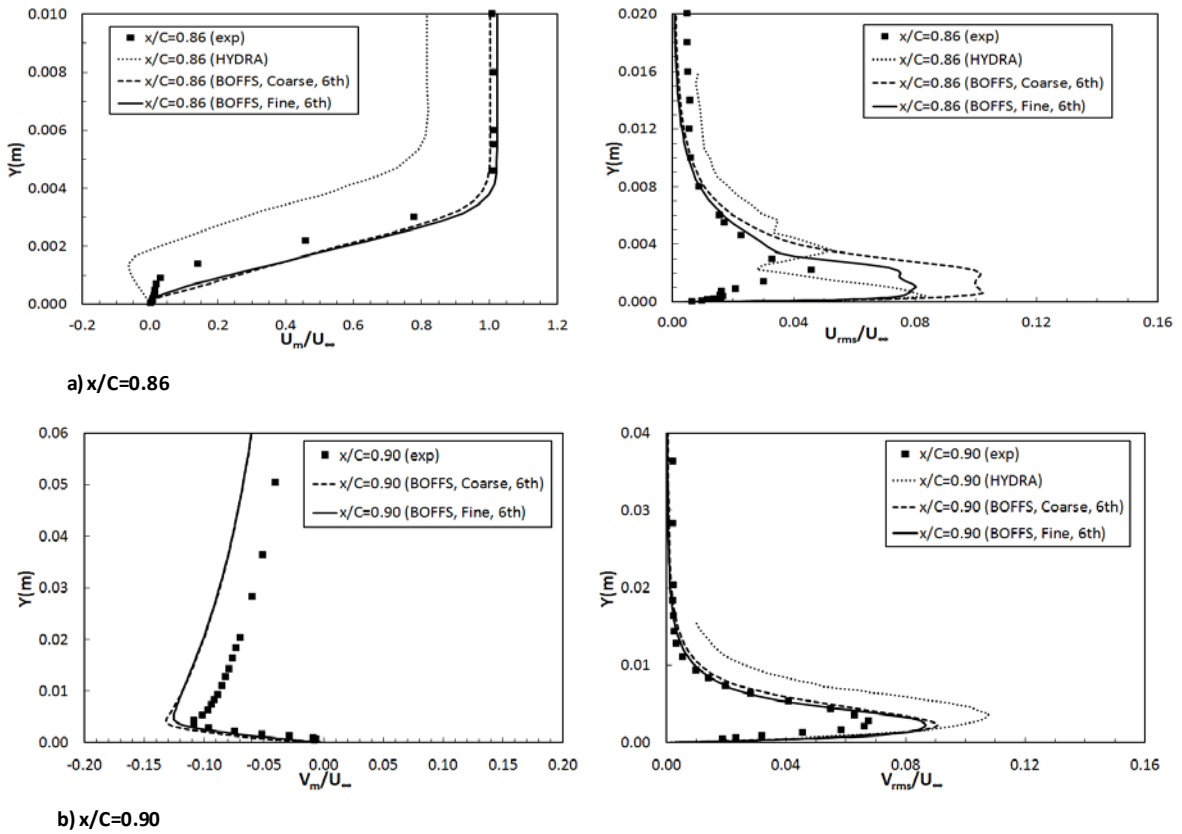 0.010
0.008
0.006
0.004
0.002
0.000
Y(m)
x/C=0.86 (exp)
x/C=0.86 (HYDRA)
x/C=0.86 (BOFFS, Coarse, 6th)
x/C=0.86 (BOFFS, Fine, 6th)
-0.2 0.0 0.2 0.4 0.6 0.8 1.0 1.2
Um/U∞
0.020
0.016
0.012
0.008
0.004
0.000
Y(m)
x/C=0.86 (exp)
x/C=0.86 (HYDRA)
x/C=0.86 (BOFFS, Coarse, 6th)
x/C=0.86 (BOFFS, Fine, 6th)
0.00 0.04 0.08 0.12 0.16
Urms/U∞
a) x/C=0.86
0.06
0.05
0.04
0.03
0.02
0.01
0.00
Y(m)
x/C=0.90 (exp)
x/C=0.90 (BOFFS, Coarse, 6th)
x/C=0.90 (BOFFS, Fine, 6th)
-0.20 -0.15 -0.10 -0.05 0.00 0.05 0.10 0.15 0.20
Vm/U∞
0.04
0.03
0.02
0.01
0.00
Y(m)
x/C=0.90 (exp)
x/C=0.90 (HYDRA)
x/C=0.90 (BOFFS, Coarse, 6th)
x/C=0.90 (BOFFS, Fine, 6th)
0.00 0.04 0.08 0.12 0.16
Vrms/U∞
b) x/C=0.90